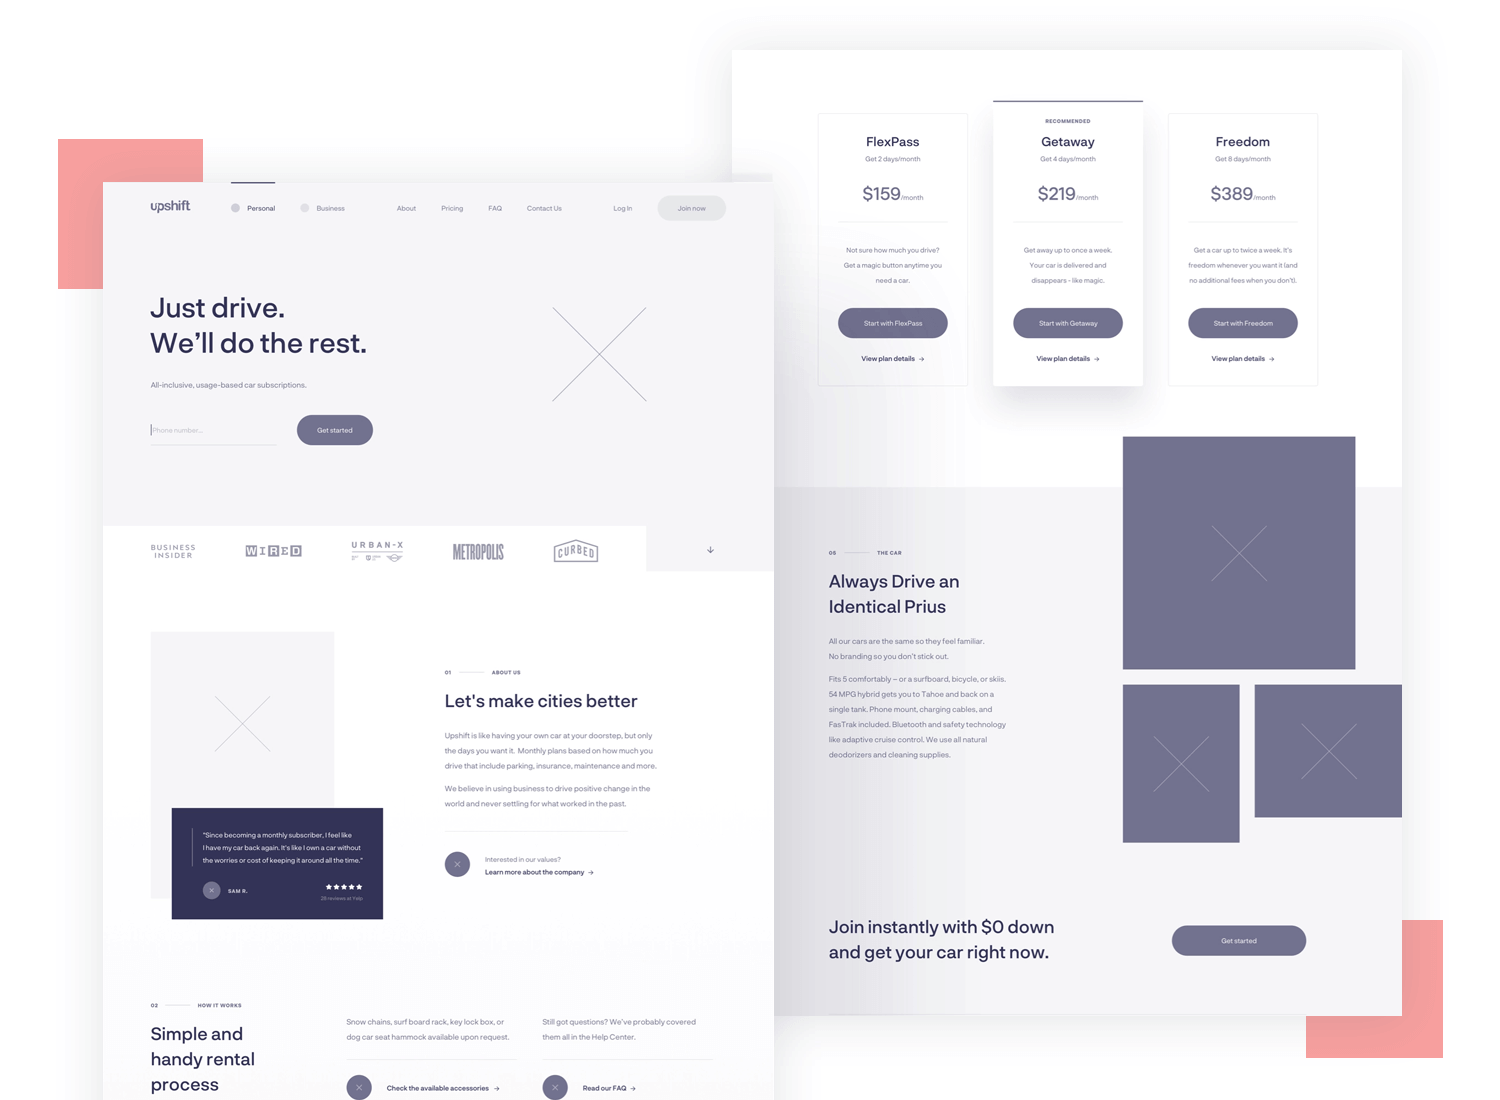 upshift
Personal
Business
About
Pricing
FAQ
Contact Us
Log In
Join now
Just drive.
We'll do the rest.
All-inclusive, usage-based car subscriptions.
Phone number...
Get started
BUSINESS
INSIDER
WIRED
URBAN-X
METROPOLIS
CURBED
01
ABOUT US
Let's make cities better
Upshift is like having your own car at your doorstep, but only
the days you want it. Monthly plans based on how much you
drive that include parking, insurance, maintenance and more.
We believe in using business to drive positive change in the
world and never settling for what worked in the past.
Interested in our values?
Learn more about the company →
"Since becoming a monthly subscriber, I feel like
I have my car back again. It's like I own a car without
the worries or cost of keeping it around all the time."
SAM R.
28 reviews at Yelp
02
HOW IT WORKS
Simple and
handy rental
process
Snow chains, surf board rack, key lock box, or
dog car seat hammock available upon request.
Check the available accessories →
Still got questions? We've probably covered
them all in the Help Center.
Read our FAQ →
FlexPass
Get 2 days/month
$159/month
Not sure how much you drive?
Get a magic button anytime you
need a car.
Start with FlexPass
View plan details →
RECOMMENDED
Getaway
Get 4 days/month
$219/month
Get away up to once a week.
Your car is delivered and
disappears - like magic.
Start with Getaway
View plan details →
Freedom
Get 8 days/month
$389/month
Get a car up to twice a week. It's
freedom whenever you want it (and
no additional fees when you don't).
Start with Freedom
View plan details →
05
THE CAR
Always Drive an
Identical Prius
All our cars are the same so they feel familiar.
No branding so you don't stick out.
Fits 5 comfortably – or a surfboard, bicycle, or skiis.
54 MPG hybrid gets you to Tahoe and back on a
single tank. Phone mount, charging cables, and
FasTrak included. Bluetooth and safety technology
like adaptive cruise control. We use all natural
deodorizers and cleaning supplies.
Join instantly with $0 down
and get your car right now.
Get started